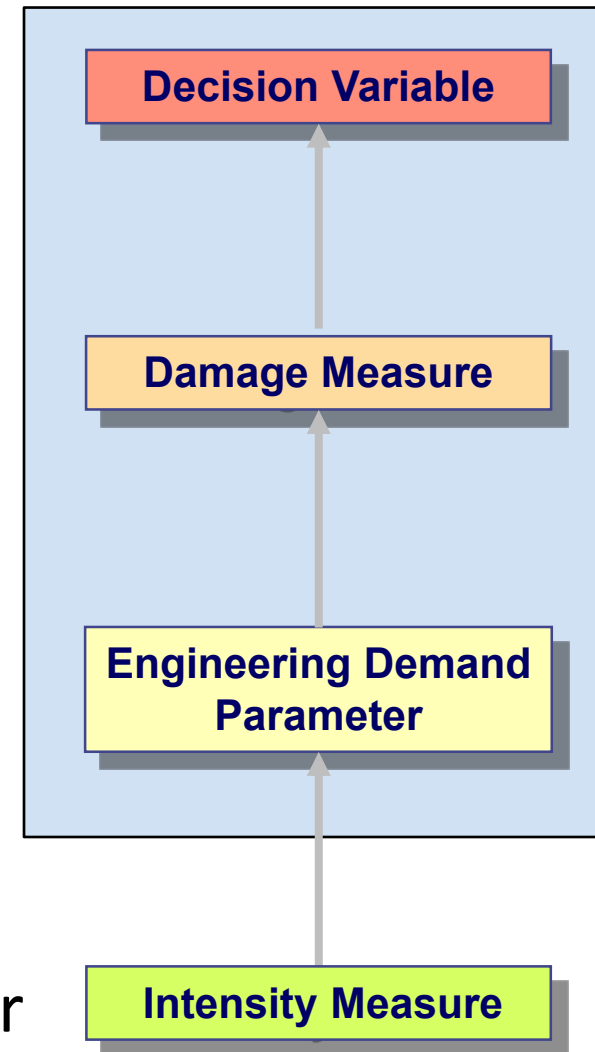 Decision Variable
Damage Measure
Engineering Demand
Parameter
r
Intensity Measure